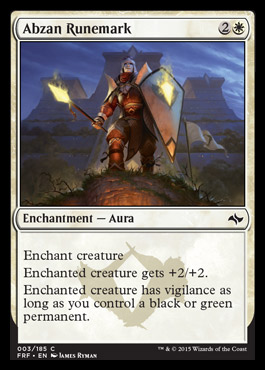 Abzan Runemark 2
Enchantment — Aura
Enchant creature
Enchanted creature gets +2/+2.
Enchanted creature has vigilance as
long as you control a black or green
permanent.
003/185 C
FRF • EN JAMES RYMAN
™ & © 2015 Wizards of the Coast